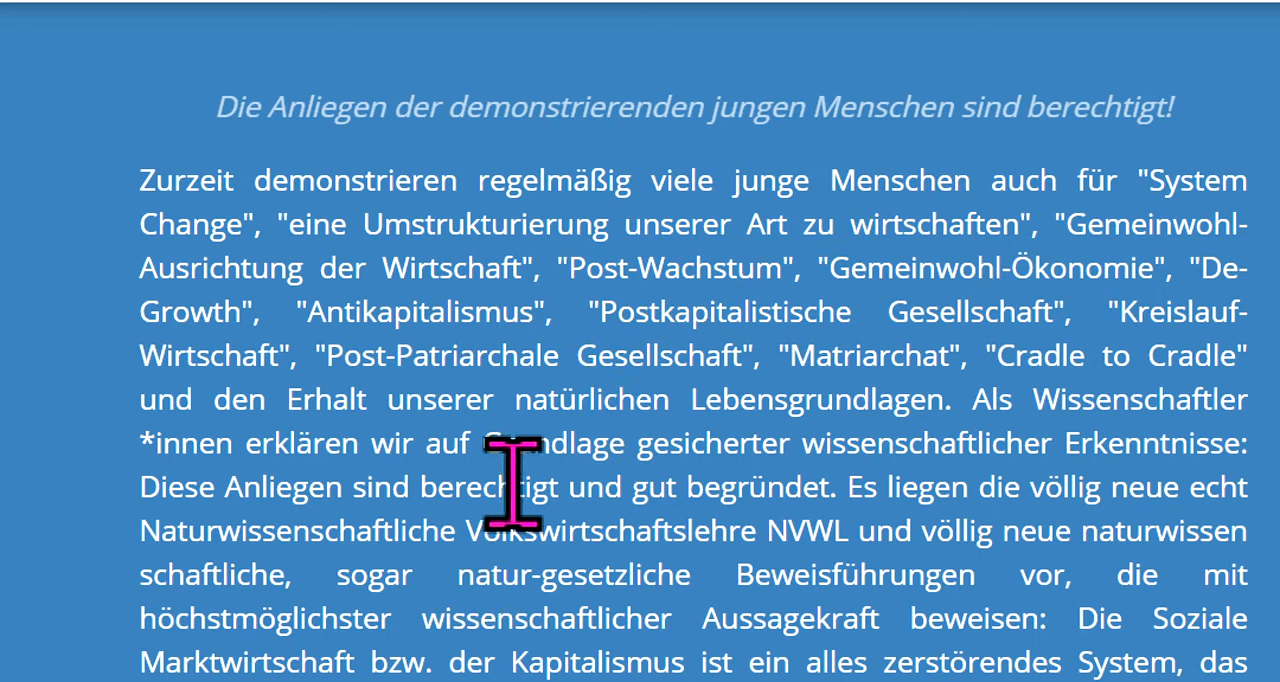 Die Anliegen der demonstrierenden jungen Menschen sind berechtigt!
Zurzeit demonstrieren regelmäßig viele junge Menschen auch für "System
Change", "eine Umstrukturierung unserer Art zu wirtschaften", "Gemeinwohl-
Ausrichtung der Wirtschaft", "Post-Wachstum", "Gemeinwohl-Ökonomie", "De-
Growth", "Antikapitalismus", "Postkapitalistische Gesellschaft", "Kreislauf-
Wirtschaft", "Post-Patriarchale Gesellschaft", "Matriarchat", "Cradle to Cradle"
und den Erhalt unserer natürlichen Lebensgrundlagen. Als Wissenschaftler
*innen erklären wir auf Grundlage gesicherter wissenschaftlicher Erkenntnisse:
Diese Anliegen sind berechtigt und gut begründet. Es liegen die völlig neue echt
Naturwissenschaftliche Volkswirtschaftslehre NVWL und völlig neue naturwissen
schaftliche, sogar natur-gesetzliche Beweisführungen vor, die mit
höchstmöglichster wissenschaftlicher Aussagekraft beweisen: Die Soziale
Marktwirtschaft bzw. der Kapitalismus ist ein alles zerstörendes System, das